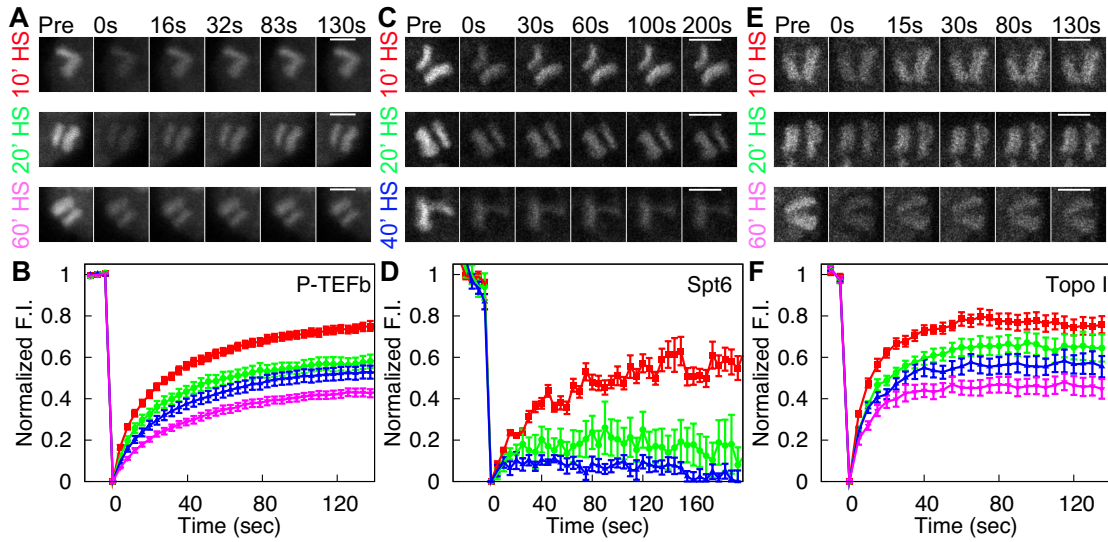 A
Pre 0s 16s 32s 83s 130s
10' HS
20' HS
60' HS
C
Pre 0s 30s 60s 100s 200s
10' HS
20' HS
40' HS
E
Pre 0s 15s 30s 80s 130s
10' HS
20' HS
60' HS
B
P-TEFb
Normalized F.I.
1
0.8
0.6
0.4
0.2
0
0 40 80 120
Time (sec)
D
Spt6
Normalized F.I.
1
0.8
0.6
0.4
0.2
0
0 40 80 120 160
Time (sec)
F
Topo I
Normalized F.I.
1
0.8
0.6
0.4
0.2
0
0 40 80 120
Time (sec)